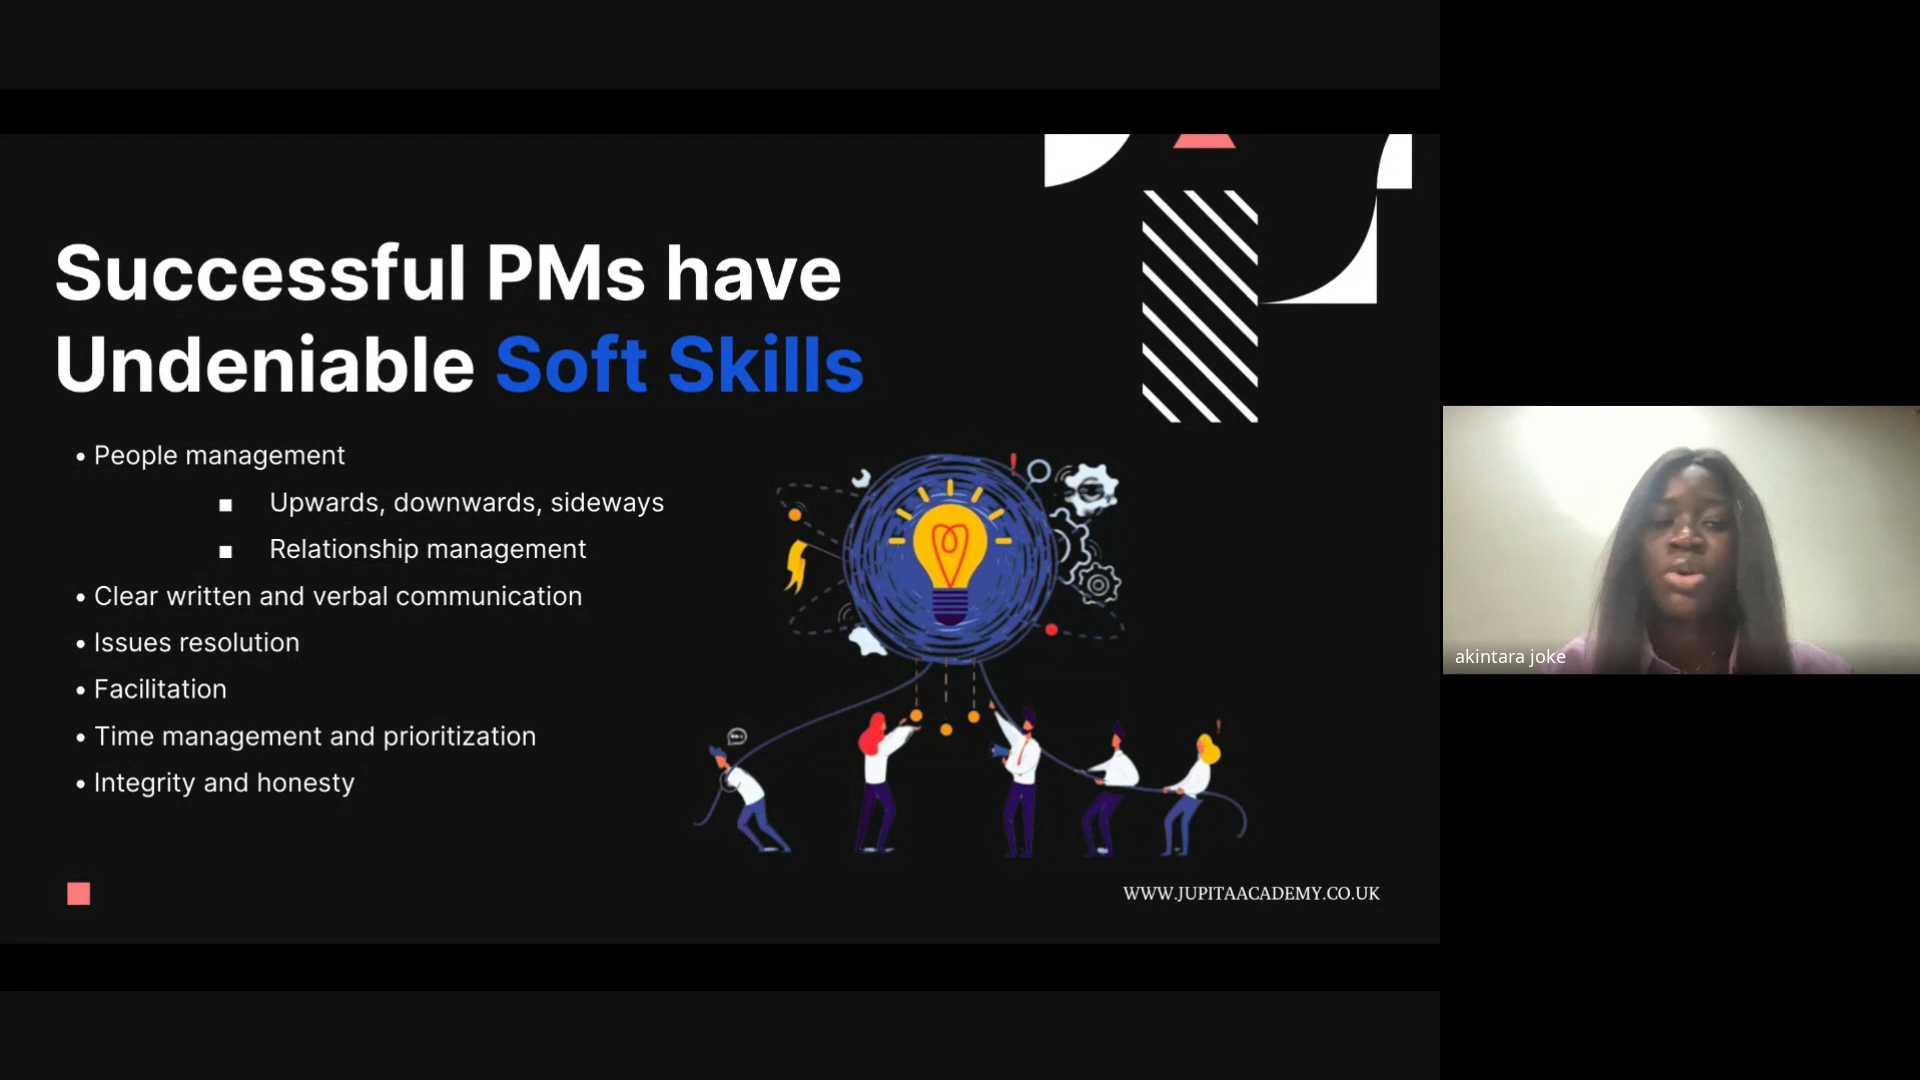 Successful PMs have
Undeniable Soft Skills
• People management
▪ Upwards, downwards, sideways
▪ Relationship management
• Clear written and verbal communication
• Issues resolution
• Facilitation
• Time management and prioritization
• Integrity and honesty
WWW.JUPITAACADEMY.CO.UK
akintara joke